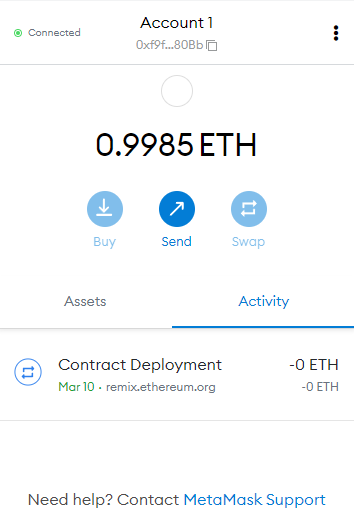 Connected
Account 1
0xf9f...80Bb
0.9985 ETH
Buy
Send
Swap
Assets
Activity
Contract Deployment
-0 ETH
Mar 10 · remix.ethereum.org
-0 ETH
Need help? Contact MetaMask Support